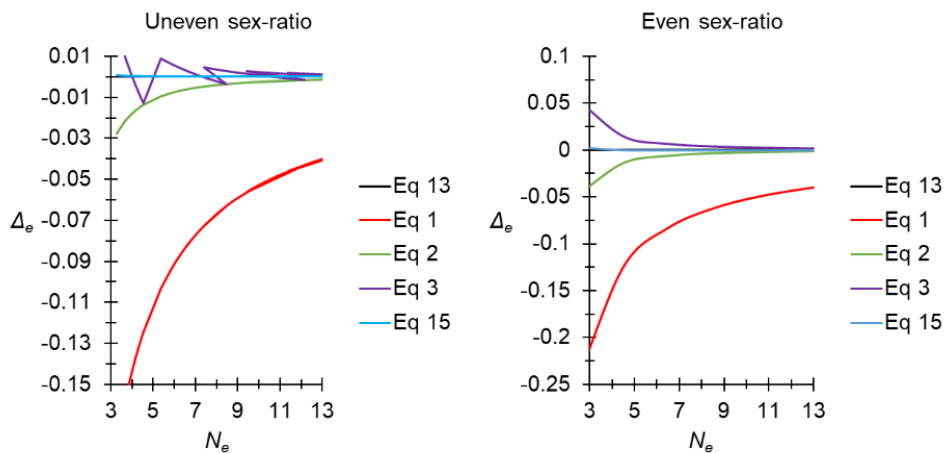 Uneven sex-ratio
0.01
-0.01
-0.03
-0.05
-0.07
-0.09
-0.11
-0.13
-0.15
Δe
3 5 7 9 11 13
Ne
Eq 13
Eq 1
Eq 2
Eq 3
Eq 15
Even sex-ratio
0.1
0.05
0
-0.05
-0.1
-0.15
-0.2
-0.25
Δe
3 5 7 9 11 13
Ne
Eq 13
Eq 1
Eq 2
Eq 3
Eq 15